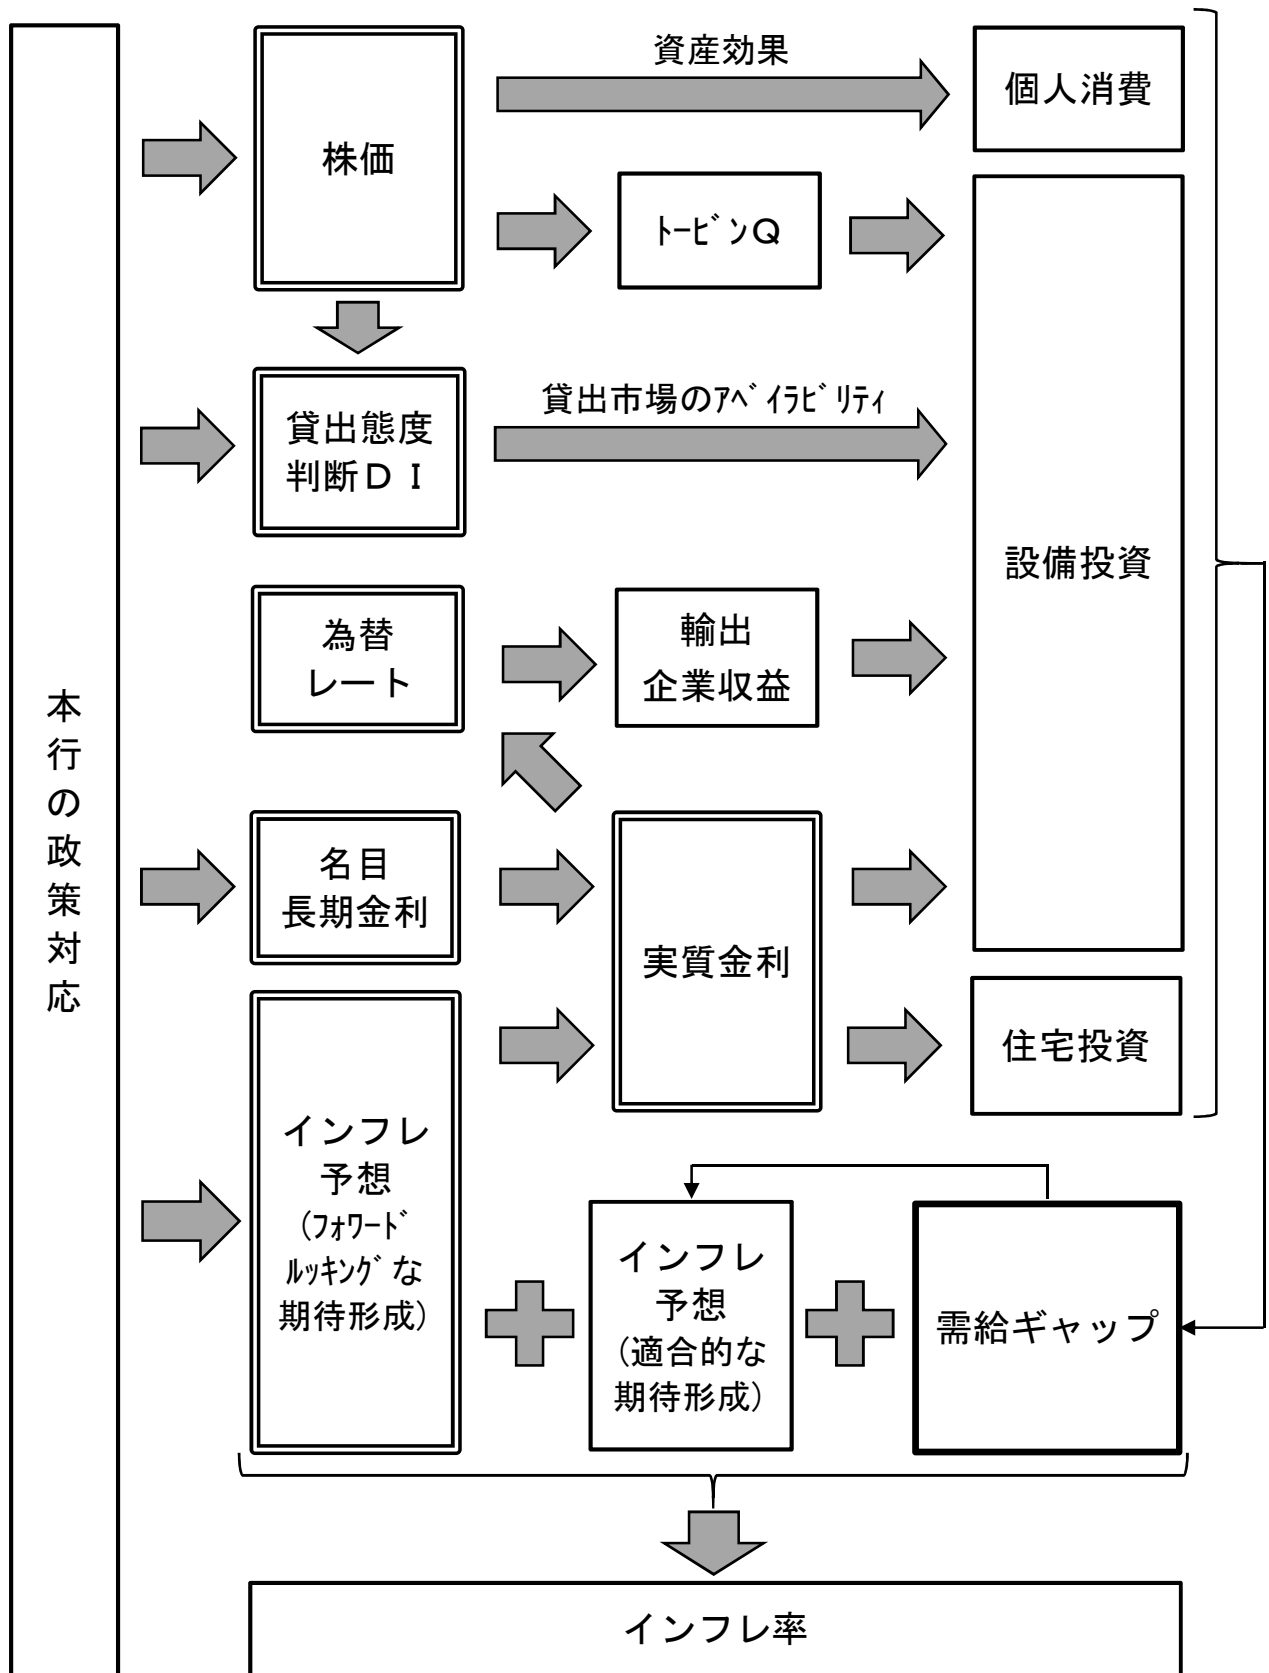 本行の政策対応
株価
資産効果
個人消費
ﾄｰﾋﾞﾝＱ
貸出態度
判断ＤＩ
貸出市場のｱﾍﾞｲﾗﾋﾞﾘﾃｨ
設備投資
為替
レート
輸出
企業収益
名目
長期金利
実質金利
住宅投資
インフレ
予想
(ﾌｫﾜｰﾄﾞ
ﾙｯｷﾝｸﾞな
期待形成)
インフレ
予想
(適合的な
期待形成)
需給ギャップ
インフレ率